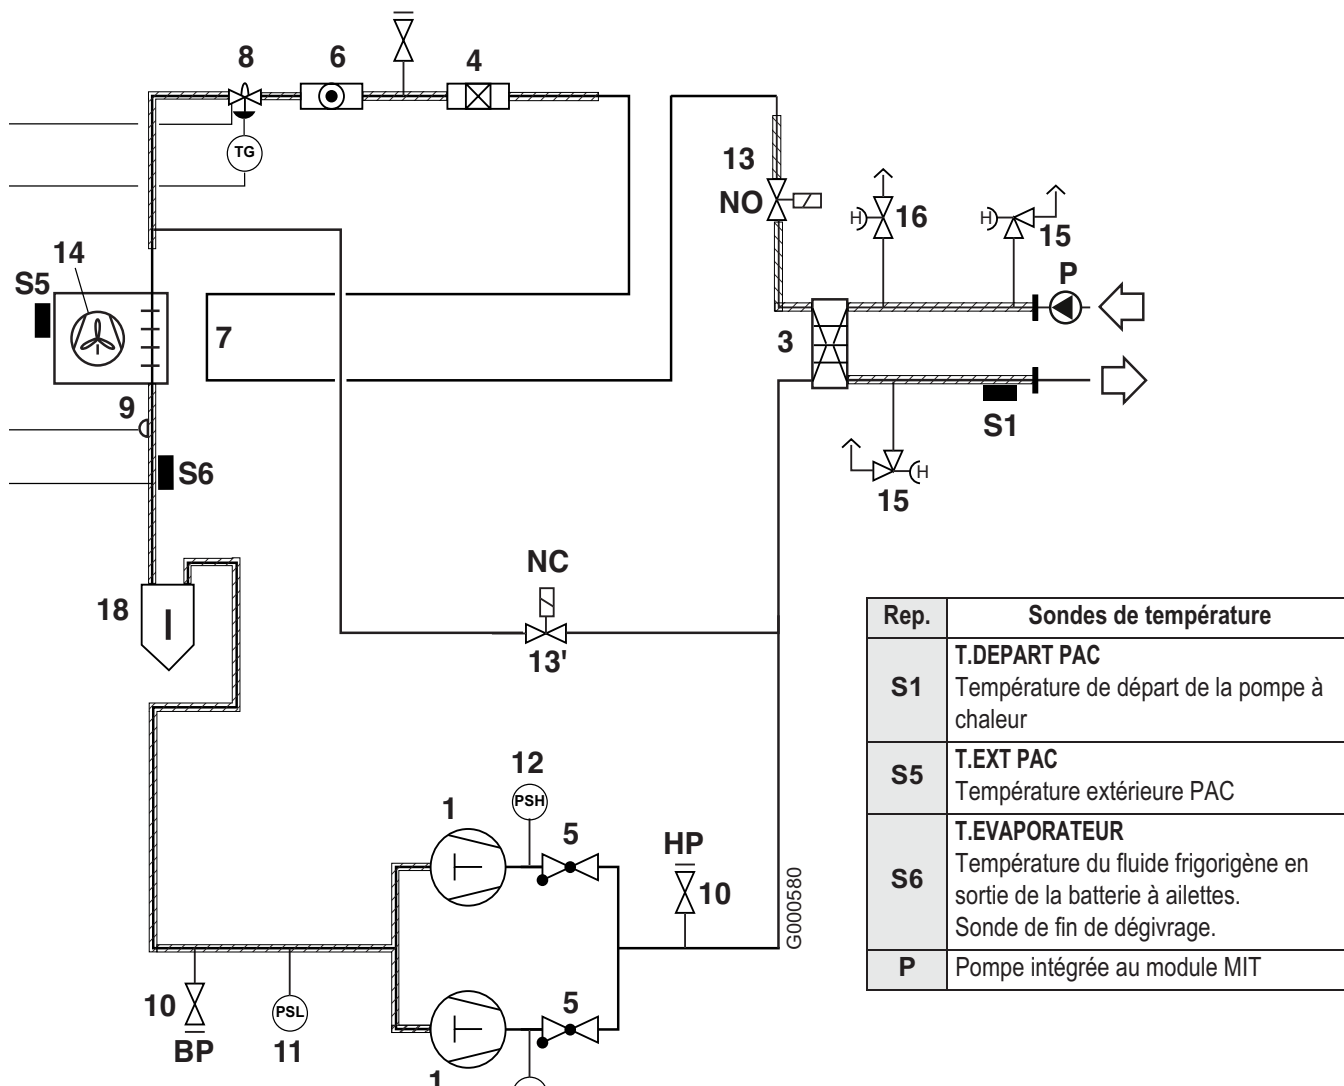 8
6
4
TG
13
NO
H
16
H
15
P
14
S5
7
3
9
S1
S6
H
15
NC
18
13'
12
PSH
1
5
HP
10
G000580
10
BP
PSL
11
5
1
Rep. Sondes de température
S1 T.DEPART PAC
Température de départ de la pompe à
chaleur
S5 T.EXT PAC
Température extérieure PAC
S6 T.EVAPORATEUR
Température du fluide frigorigène en
sortie de la batterie à ailettes.
Sonde de fin de dégivrage.
P Pompe intégrée au module MIT